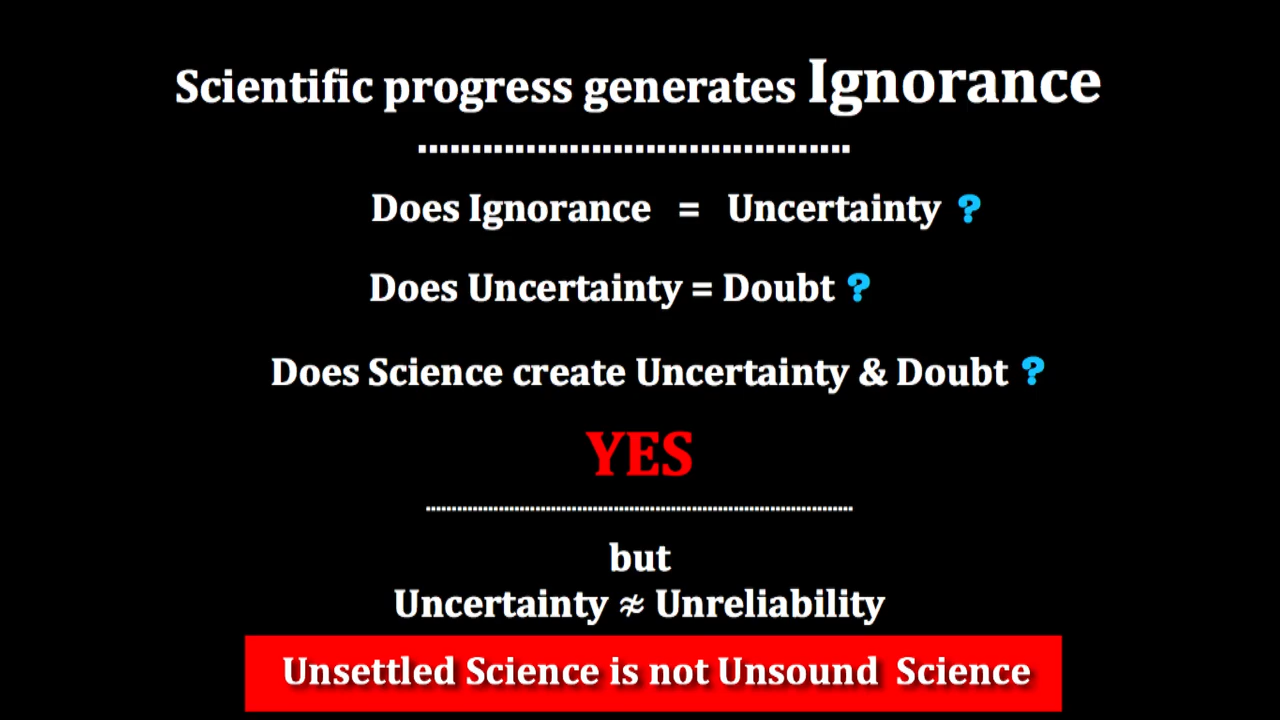 Scientific progress generates Ignorance
Does Ignorance = Uncertainty ?
Does Uncertainty = Doubt ?
Does Science create Uncertainty & Doubt ?
YES
but
Uncertainty ≉ Unreliability
Unsettled Science is not Unsound Science